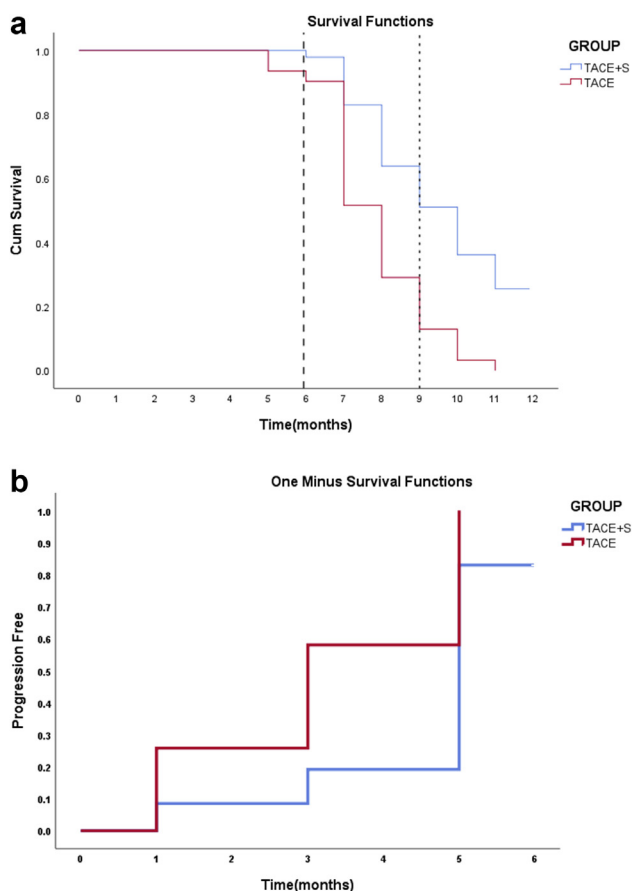 a
Survival Functions
GROUP
TACE+S
TACE
1.0
0.8
0.6
0.4
0.2
0.0
Cum Survival
0 1 2 3 4 5 6 7 8 9 10 11 12
Time(months)
b
One Minus Survival Functions
GROUP
TACE+S
TACE
1.0
0.9
0.8
0.7
0.6
0.5
0.4
0.3
0.2
0.1
0.0
Progression Free
0 1 2 3 4 5 6
Time(months)